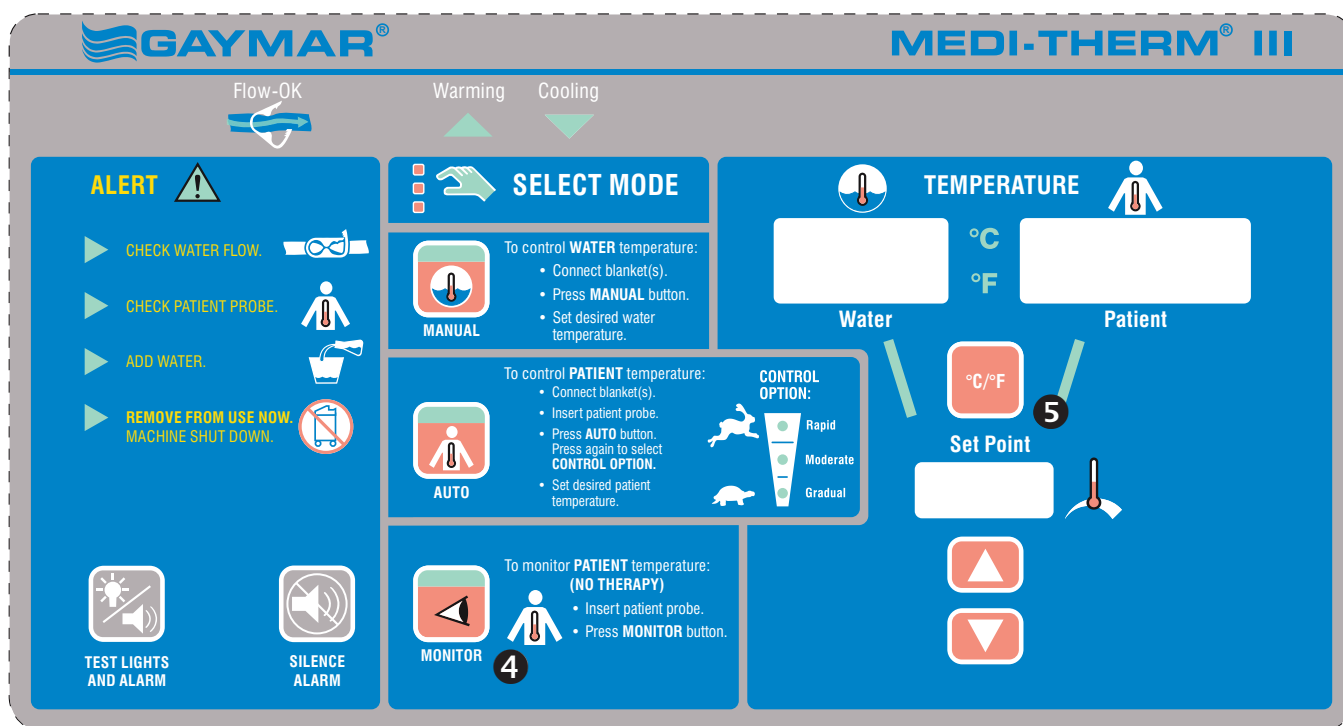 GAYMAR®
MEDI-THERM® III
Flow-OK
Warming
Cooling
ALERT
CHECK WATER FLOW.
CHECK PATIENT PROBE.
ADD WATER.
REMOVE FROM USE NOW.
MACHINE SHUT DOWN.
TEST LIGHTS
AND ALARM
SILENCE
ALARM
SELECT MODE
MANUAL
To control WATER temperature:
• Connect blanket(s).
• Press MANUAL button.
• Set desired water
temperature.
AUTO
To control PATIENT temperature:
• Connect blanket(s).
• Insert patient probe.
• Press AUTO button.
Press again to select
CONTROL OPTION.
• Set desired patient
temperature.
CONTROL
OPTION:
Rapid
Moderate
Gradual
MONITOR
4
To monitor PATIENT temperature:
(NO THERAPY)
• Insert patient probe.
• Press MONITOR button.
TEMPERATURE
°C
°F
Water
Patient
°C/°F
5
Set Point